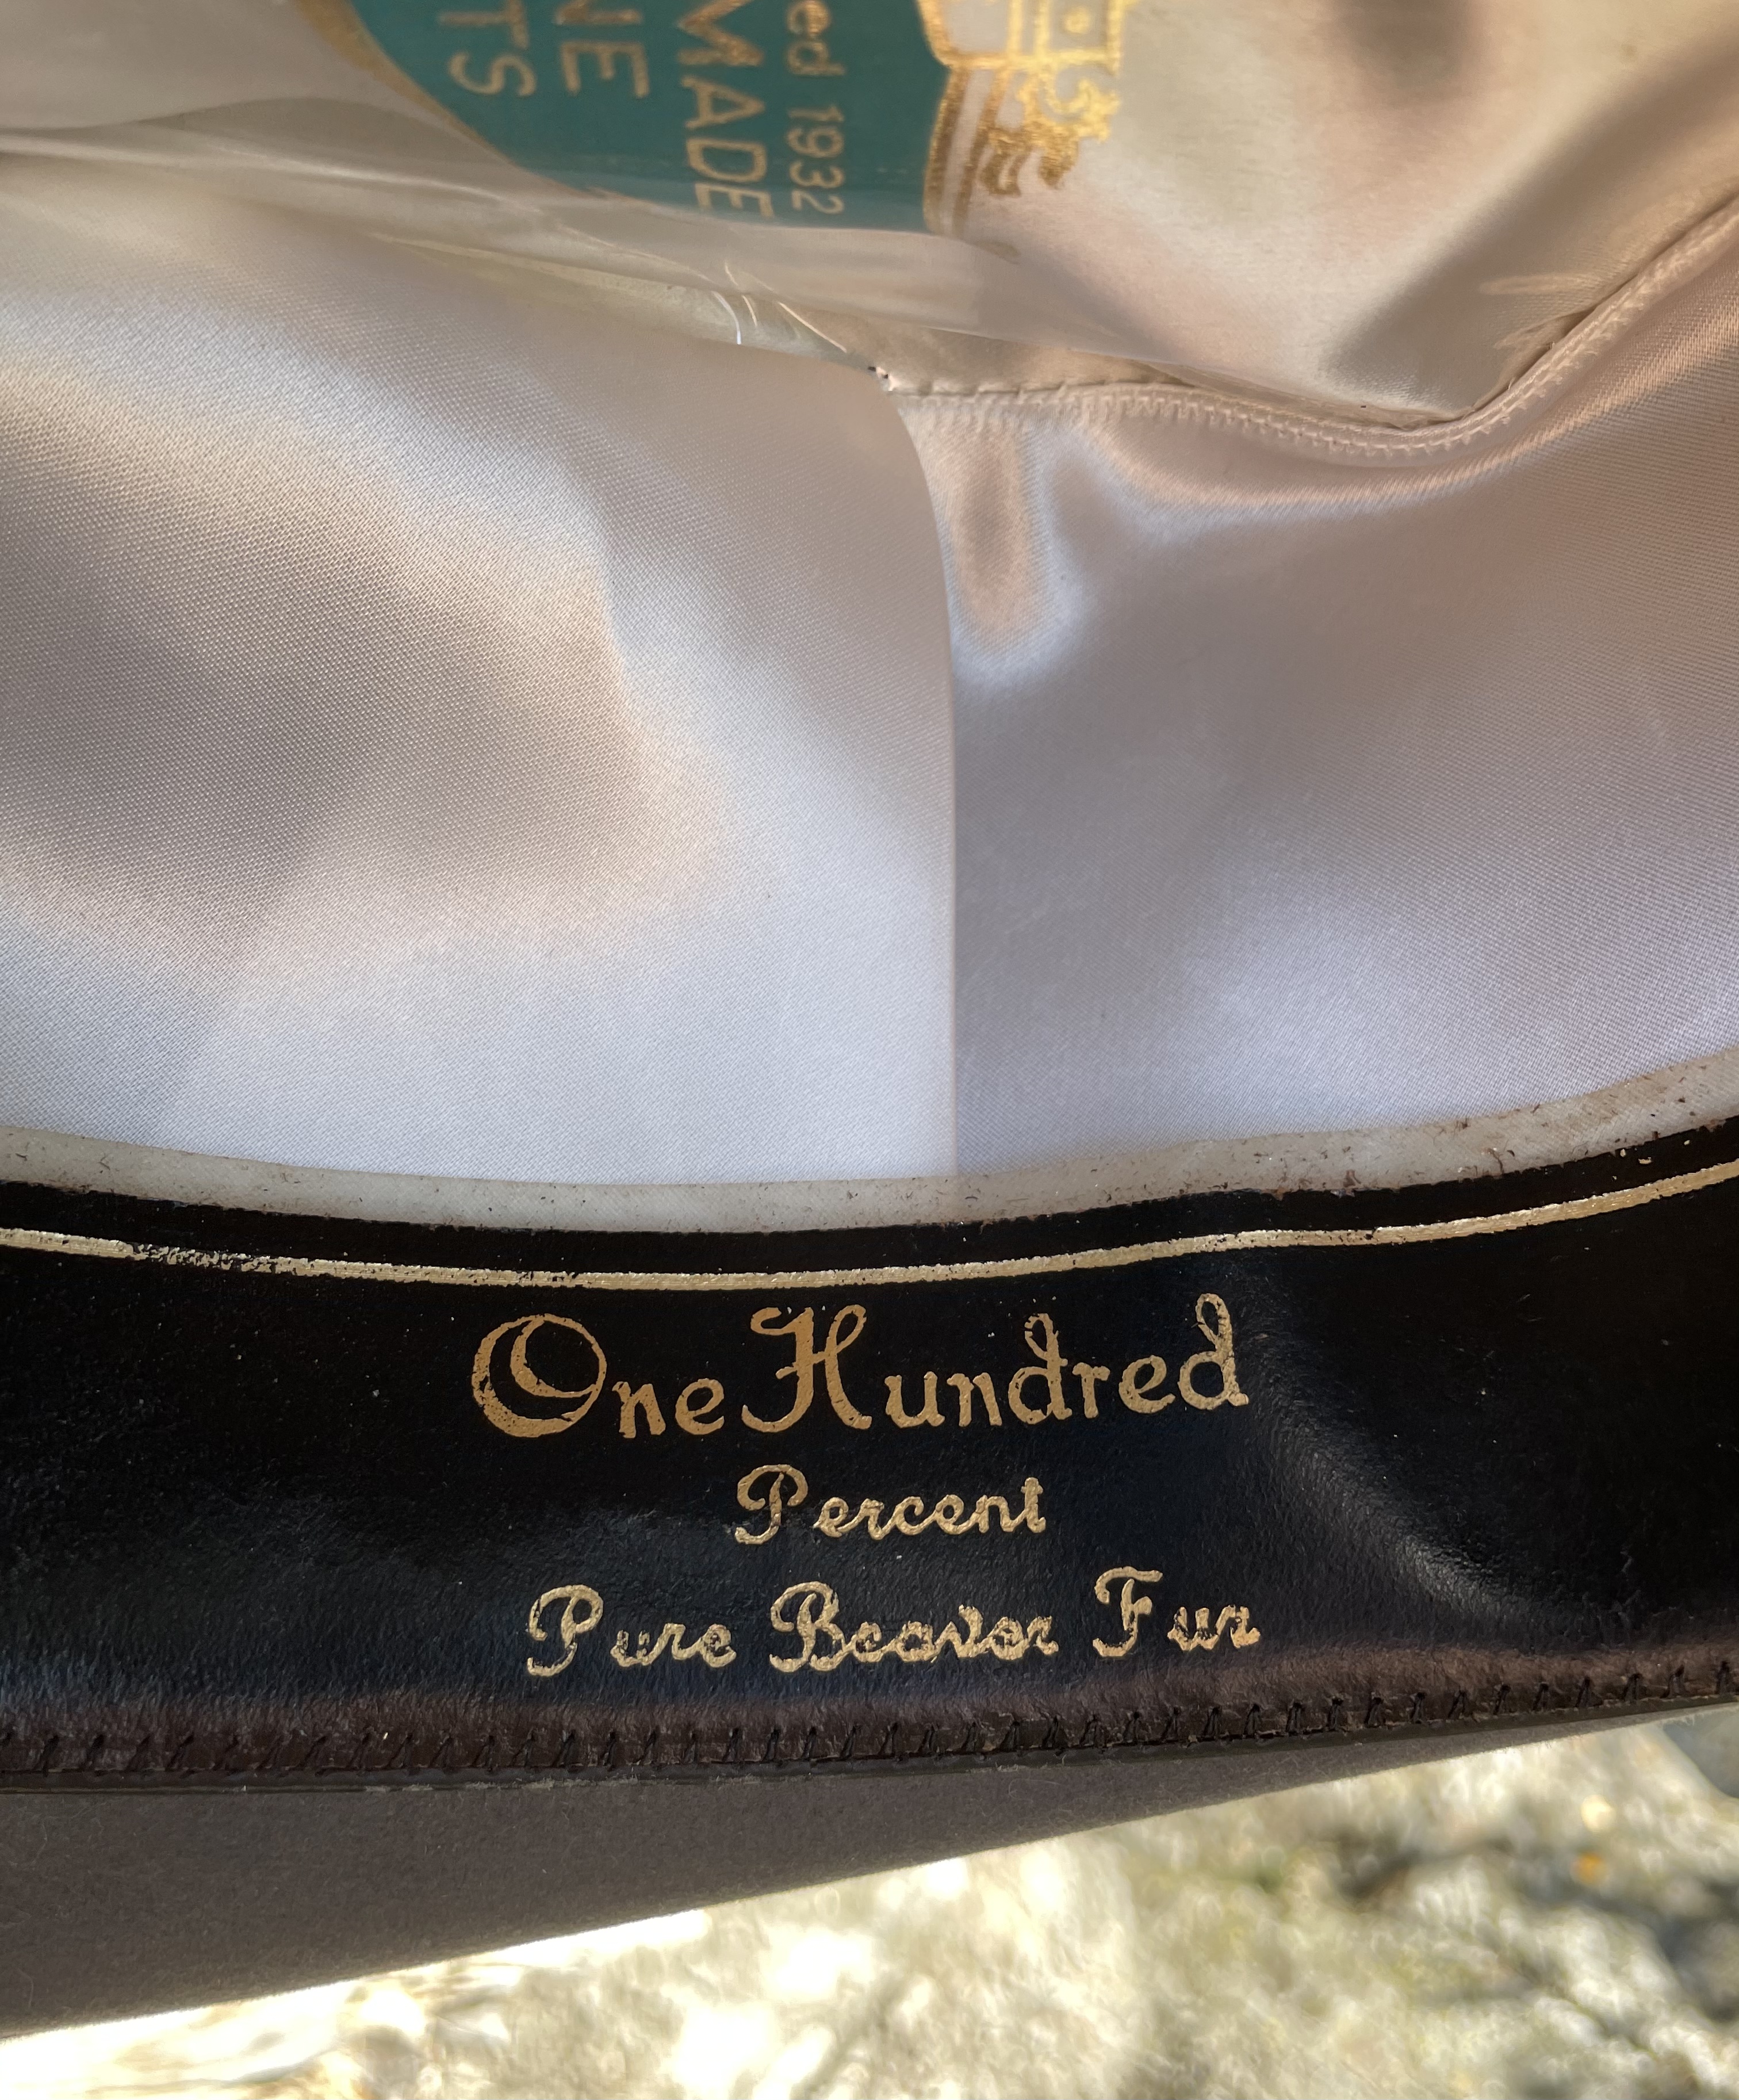 ed 1932
MADE
NE
TS
One Hundred
Percent
Pure Beaver Fur